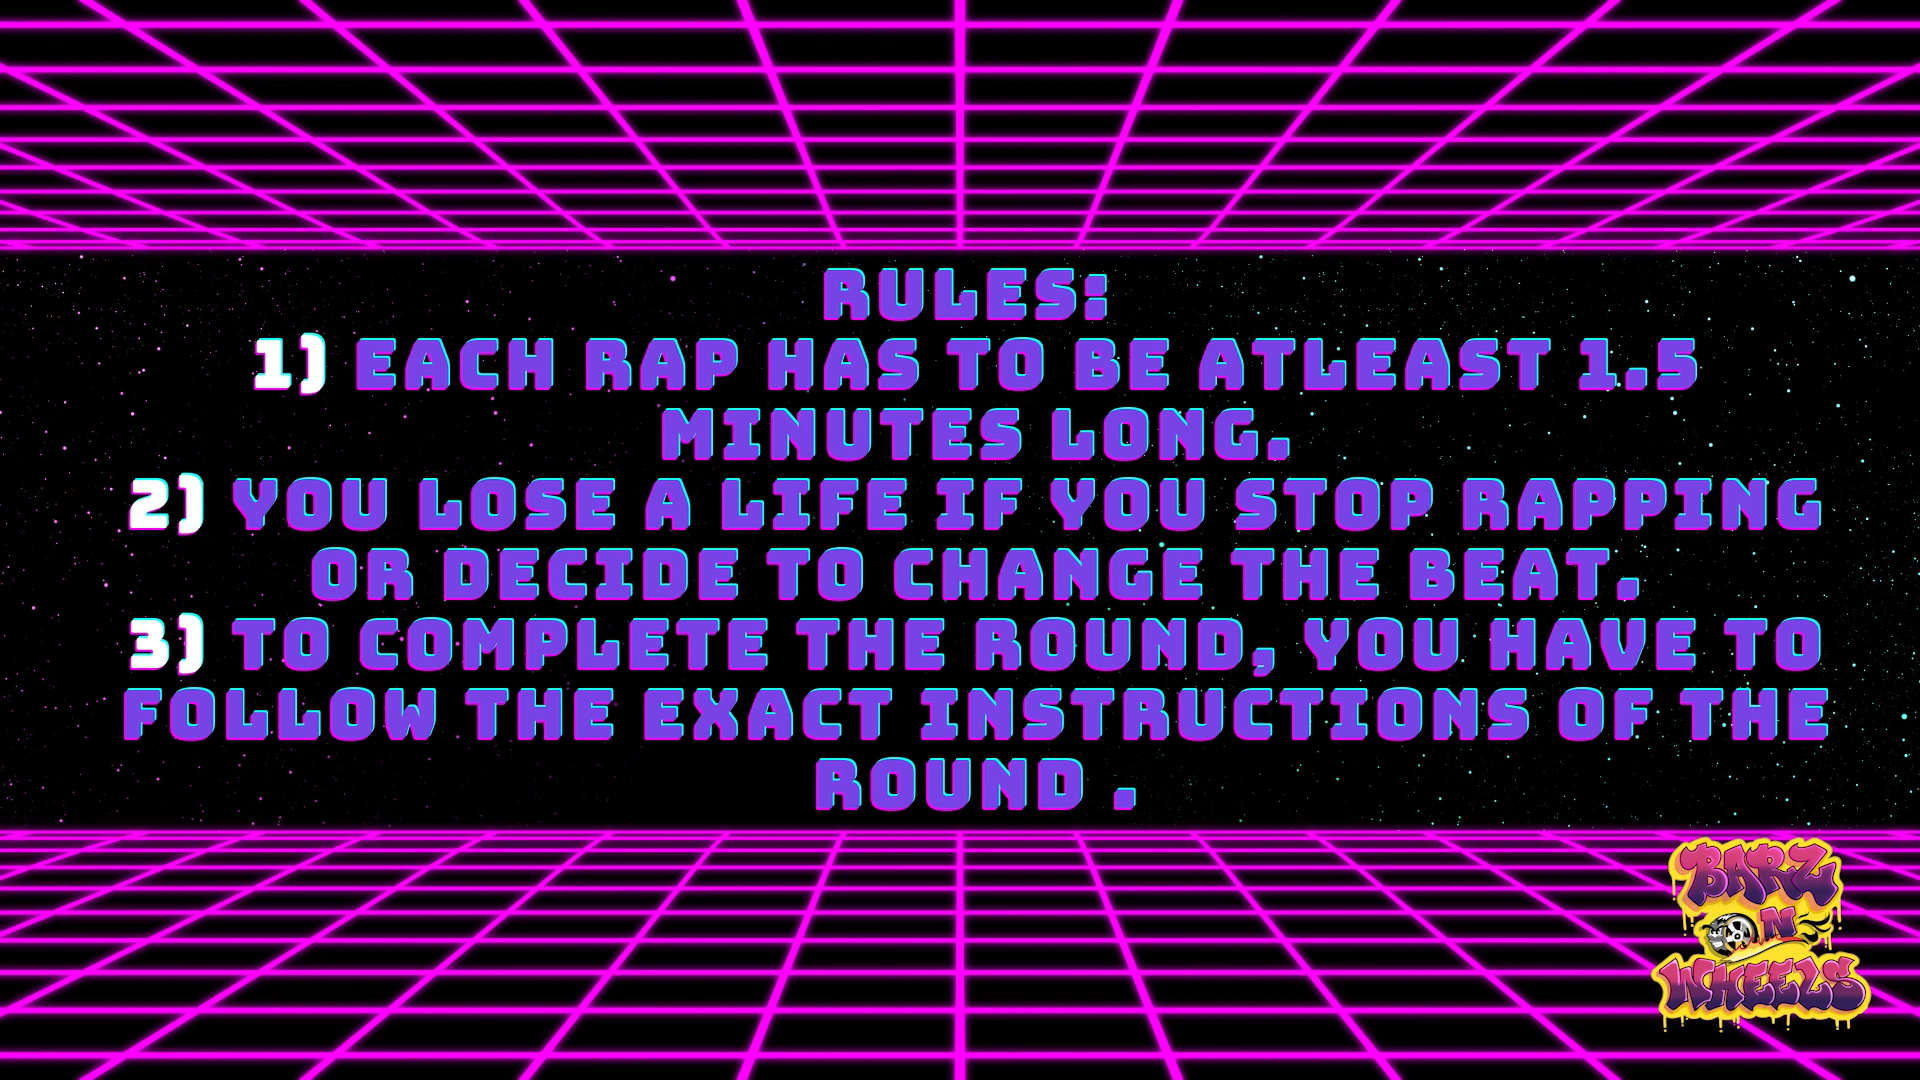 RULES:
1) EACH RAP HAS TO BE ATLEAST 1.5
MINUTES LONG.
2) YOU LOSE A LIFE IF YOU STOP RAPPING
OR DECIDE TO CHANGE THE BEAT.
3) TO COMPLETE THE ROUND, YOU HAVE TO
FOLLOW THE EXACT INSTRUCTIONS OF THE
ROUND .
BARZ
ON
WHEELS